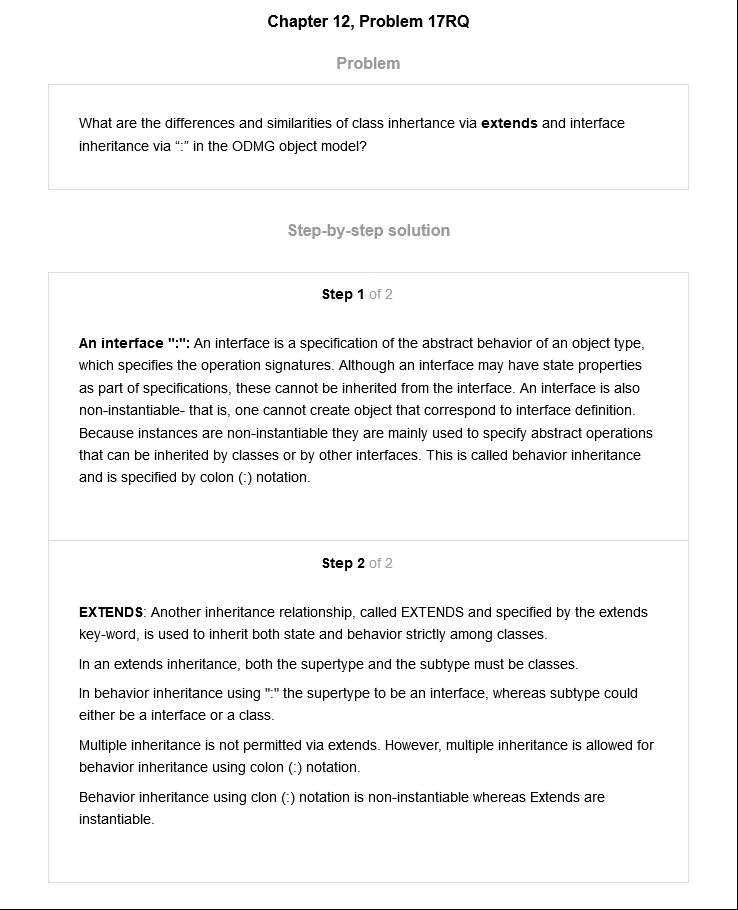 Chapter 12, Problem 17RQ
Problem
What are the differences and similarities of class inhertance via extends and interface
inheritance via “:” in the ODMG object model?
Step-by-step solution
Step 1 of 2
An interface ":": An interface is a specification of the abstract behavior of an object type,
which specifies the operation signatures. Although an interface may have state properties
as part of specifications, these cannot be inherited from the interface. An interface is also
non-instantiable- that is, one cannot create object that correspond to interface definition.
Because instances are non-instantiable they are mainly used to specify abstract operations
that can be inherited by classes or by other interfaces. This is called behavior inheritance
and is specified by colon (:) notation.
Step 2 of 2
EXTENDS: Another inheritance relationship, called EXTENDS and specified by the extends
key-word, is used to inherit both state and behavior strictly among classes.
In an extends inheritance, both the supertype and the subtype must be classes.
In behavior inheritance using ":" the supertype to be an interface, whereas subtype could
either be a interface or a class.
Multiple inheritance is not permitted via extends. However, multiple inheritance is allowed for
behavior inheritance using colon (:) notation.
Behavior inheritance using clon (:) notation is non-instantiable whereas Extends are
instantiable.